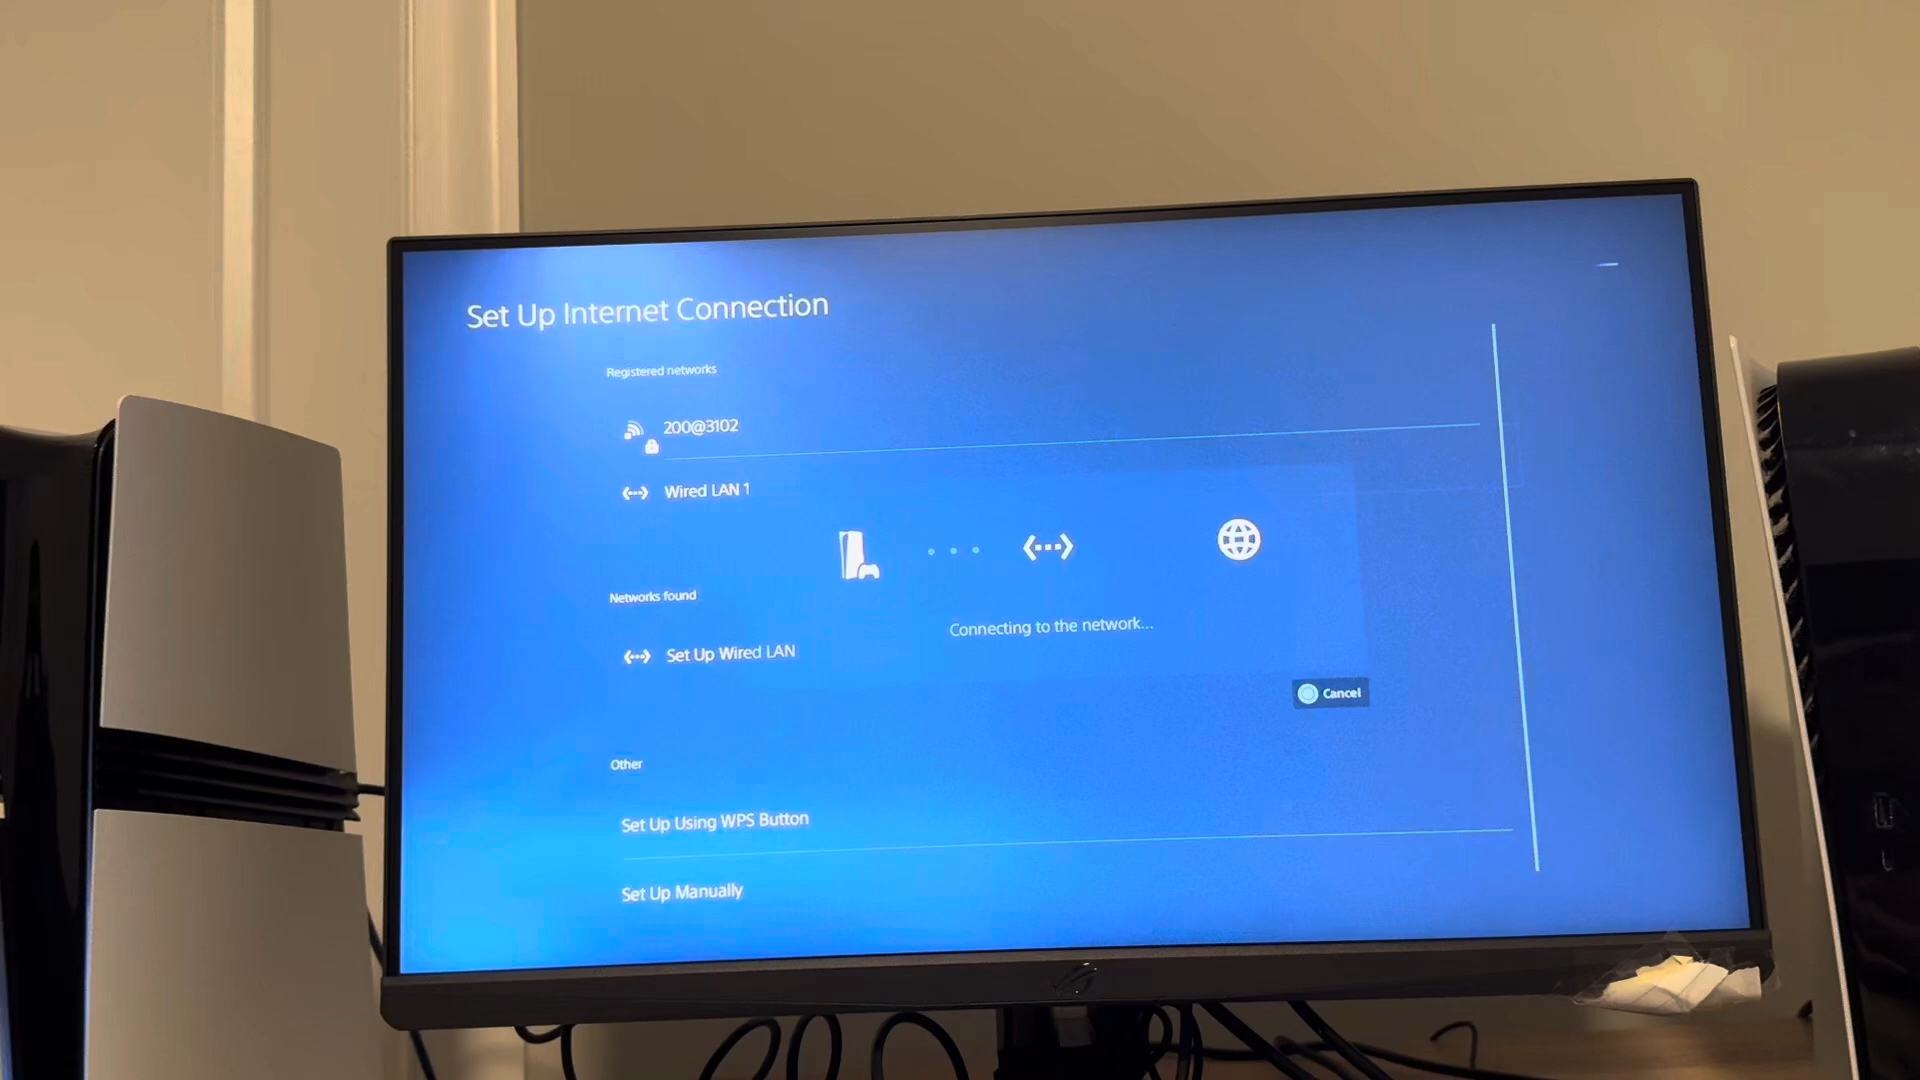 Set Up Internet Connection
Registered networks
200@3102
Wired LAN 1
Networks found
Connecting to the network...
Set Up Wired LAN
Cancel
Other
Set Up Using WPS Button
Set Up Manually